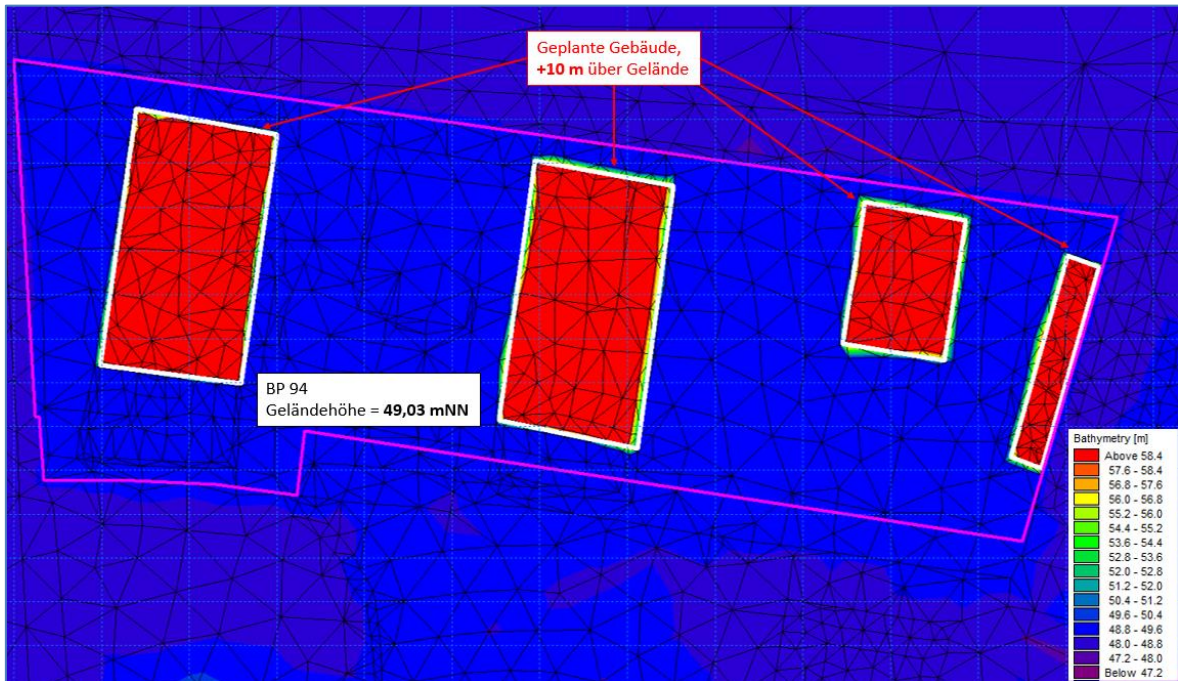 Geplante Gebäude,
+10 m über Gelände
BP 94
Geländehöhe = 49,03 mNN
Bathymetry [m]
Above 58.4
57.6 - 58.4
56.8 - 57.6
56.0 - 56.8
55.2 - 56.0
54.4 - 55.2
53.6 - 54.4
52.8 - 53.6
52.0 - 52.8
51.2 - 52.0
50.4 - 51.2
49.6 - 50.4
48.8 - 49.6
48.0 - 48.8
47.2 - 48.0
Below 47.2